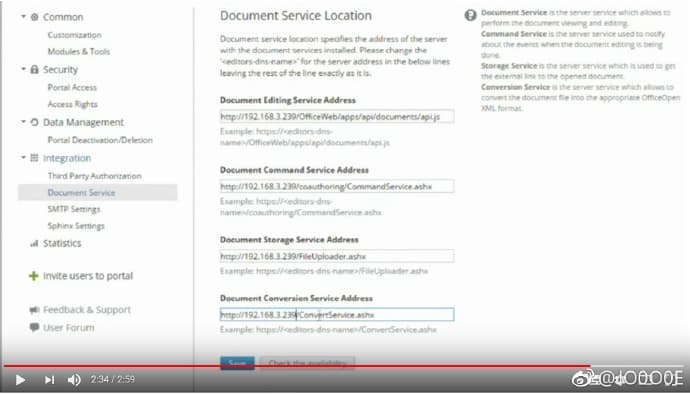 Common
Customization
Modules & Tools
Security
Portal Access
Access Rights
Data Management
Portal Deactivation/Deletion
Integration
Third Party Authorization
Document Service
SMTP Settings
Sphinx Settings
Statistics
Invite users to portal
Feedback & Support
User Forum
Document Service Location
Document service location specifies the address of the server
with the document services installed. Please change the
'<editors-dns-name>' for the server address in the below lines
leaving the rest of the line exactly as it is.
Document Editing Service Address
http://192.168.3.239/OfficeWeb/apps/api/documents/api.js
Example: https://<editors-dns-
name>/OfficeWeb/apps/api/documents/api.js
Document Command Service Address
http://192.168.3.239/coauthoring/CommandService.ashx
Example: https://<editors-dns-
name>/coauthoring/CommandService.ashx
Document Storage Service Address
http://192.168.3.239/FileUploader.ashx
Example: https://<editors-dns-name>/FileUploader.ashx
Document Conversion Service Address
http://192.168.3.239/ConvertService.ashx
Example: https://<editors-dns-name>/ConvertService.ashx
Save
Check the availability
Document Service is the server service which allows to
perform the document viewing and editing.
Command Service is the server service used to notify
about the events when the document editing is being
done.
Storage Service is the server service which is used to get
the external link to the opened document.
Conversion Service is the server service which allows to
convert the document file into the appropriate OfficeOpen
XML format.
2:34 / 2:59